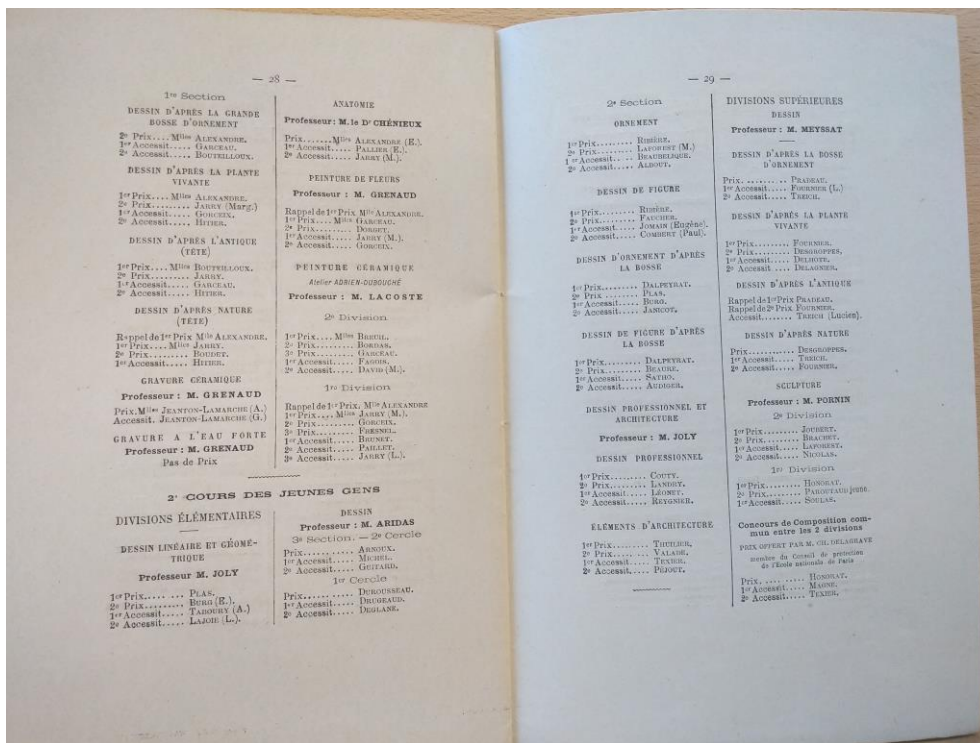 — 28 —
1re Section
DESSIN D'APRÈS LA GRANDE
BOSSE D'ORNEMENT
2e Prix.... Mlles ALEXANDRE.
1er Accessit..... GARCEAU.
2e Accessit..... BOUTEILLOUX.
DESSIN D'APRÈS LA PLANTE
VIVANTE
1er Prix.... Mlles ALEXANDRE.
2e Prix......... JARRY (Marg.)
1er Accessit..... GORCEIX.
2e Accessit..... HITIER.
DESSIN D'APRÈS L'ANTIQUE
(TÊTE)
1er Prix.... Mlles BOUTEILLOUX.
2e Prix......... JARRY.
1er Accessit..... GARCEAU.
2e Accessit..... HITIER.
DESSIN D'APRÈS NATURE
(TÊTE)
Rappel de 1er Prix Mlle ALEXANDRE.
1er Prix.... Mlles JARRY.
2e Prix......... BOUDET.
1er Accessit..... HITIER.
GRAVURE CÉRAMIQUE
Professeur : M. GRENAUD
Prix. Mlles JEANTON-LAMARCHE (A.)
Accessit. JEANTON-LAMARCHE (G.)
GRAVURE A L'EAU FORTE
Professeur : M. GRENAUD
Pas de Prix
ANATOMIE
Professeur : M. le Dr CHÉNIEUX
Prix....... Mlles ALEXANDRE (E.).
1er Accessit..... PALLIER (E.).
2e Accessit..... JARRY (M.).
PEINTURE DE FLEURS
Professeur : M. GRENAUD
Rappel de 1er Prix Mlle ALEXANDRE.
1er Prix.... Mlles GARCEAU.
2e Prix......... DORDET.
1er Accessit..... JARRY (M.).
2e Accessit..... GORCEIX.
PEINTURE CÉRAMIQUE
Atelier ADRIEN-DUBOUCHÉ
Professeur : M. LACOSTE
2e Division
1er Prix.... Mlles BREUIL.
2e Prix......... BORDAS.
3e Prix......... GARCEAU.
1er Accessit..... FAGOIS.
2e Accessit..... DAVID (M.).
1re Division
Rappel de 1er Prix. Mlle ALEXANDRE
1er Prix.... Mlles JARRY (M.).
2e Prix......... GORCEIX.
3e Prix......... FRESNEL.
1er Accessit..... BRUNET.
2e Accessit..... PAILLET.
3e Accessit..... JARRY (L.).
2e COURS DES JEUNES GENS
DIVISIONS ÉLÉMENTAIRES
DESSIN LINÉAIRE ET GÉOMÉ-
TRIQUE
Professeur M. JOLY
1er Prix......... PLAS.
2e Prix......... BURG (E.).
1er Accessit..... TABOURY (A.)
2e Accessit..... LAJOIE (L.).
DESSIN
Professeur : M. ARIDAS
3e Section. — 2e Cercle
Prix........... ARNOUX.
1er Accessit..... MICHEL.
2e Accessit..... GUITARD.
1er Cercle
Prix........... DUROUSSEAU.
1er Accessit..... DRUGEAUD.
2e Accessit..... DEGLANE.
— 29 —
2e Section
ORNEMENT
1er Prix......... RIBIÈRE.
2e Prix......... LAFOREST (M.)
1er Accessit..... BEAUBELIQUE.
2e Accessit..... ALBOUT.
DESSIN DE FIGURE
1er Prix......... RIBIÈRE.
2e Prix......... FAUCHER.
1er Accessit..... JOMAIN (Eugène).
2e Accessit..... COMBERT (Paul).
DESSIN D'ORNEMENT D'APRÈS
LA BOSSE
1er Prix......... DALPEYRAT.
2e Prix......... PLAS.
1er Accessit..... BURG.
2e Accessit..... JANICOT.
DESSIN DE FIGURE D'APRÈS
LA BOSSE
1er Prix......... DALPEYRAT.
2e Prix......... BEAURE.
1er Accessit..... SATHO.
2e Accessit..... AUDIGER.
DESSIN PROFESSIONNEL ET
ARCHITECTURE
Professeur : M. JOLY
DESSIN PROFESSIONNEL
1er Prix......... COUTY.
2e Prix......... LANDET.
1er Accessit..... LÉONET.
2e Accessit..... REYGNIER.
ÉLÉMENTS D'ARCHITECTURE
1er Prix......... THUILIER.
2e Prix......... VALADE.
1er Accessit..... TEXIER.
2e Accessit..... PÉJOUT.
DIVISIONS SUPÉRIEURES
DESSIN
Professeur : M. MEYSSAT
DESSIN D'APRÈS LA BOSSE
D'ORNEMENT
Prix........... PRADEAU.
1er Accessit..... FOURNIER (L.)
2e Accessit..... TREICH.
DESSIN D'APRÈS LA PLANTE
VIVANTE
1er Prix......... FOURNIER.
2e Prix......... DESGROPPES.
1er Accessit..... DELHOTE.
2e Accessit..... DELAGNIER.
DESSIN D'APRÈS L'ANTIQUE
Rappel de 1er Prix PRADEAU.
Rappel de 2e Prix FOURNIER.
Accessit........ TREICH (Lucien).
DESSIN D'APRÈS NATURE
Prix........... DESGROPPES.
1er Accessit..... TREICH.
2e Accessit..... FOURNIER.
SCULPTURE
Professeur : M. PORNIN
2e Division
1er Prix......... JOUBERT.
2e Prix......... BRACHET.
1er Accessit..... LAFOREST.
2e Accessit..... NICOLAS.
1re Division
1er Prix......... HONORAT.
2e Prix......... PAROUTAUD jeune.
1er Accessit..... SOULAS.
Concours de Composition com-
mun entre les 2 divisions
PRIX OFFERT PAR M. CH. DELAGRAVE
membre du Conseil de protection
de l'École nationale de Paris
Prix........... HONORAT.
1er Accessit..... MAGNE.
2e Accessit..... TEXIER.